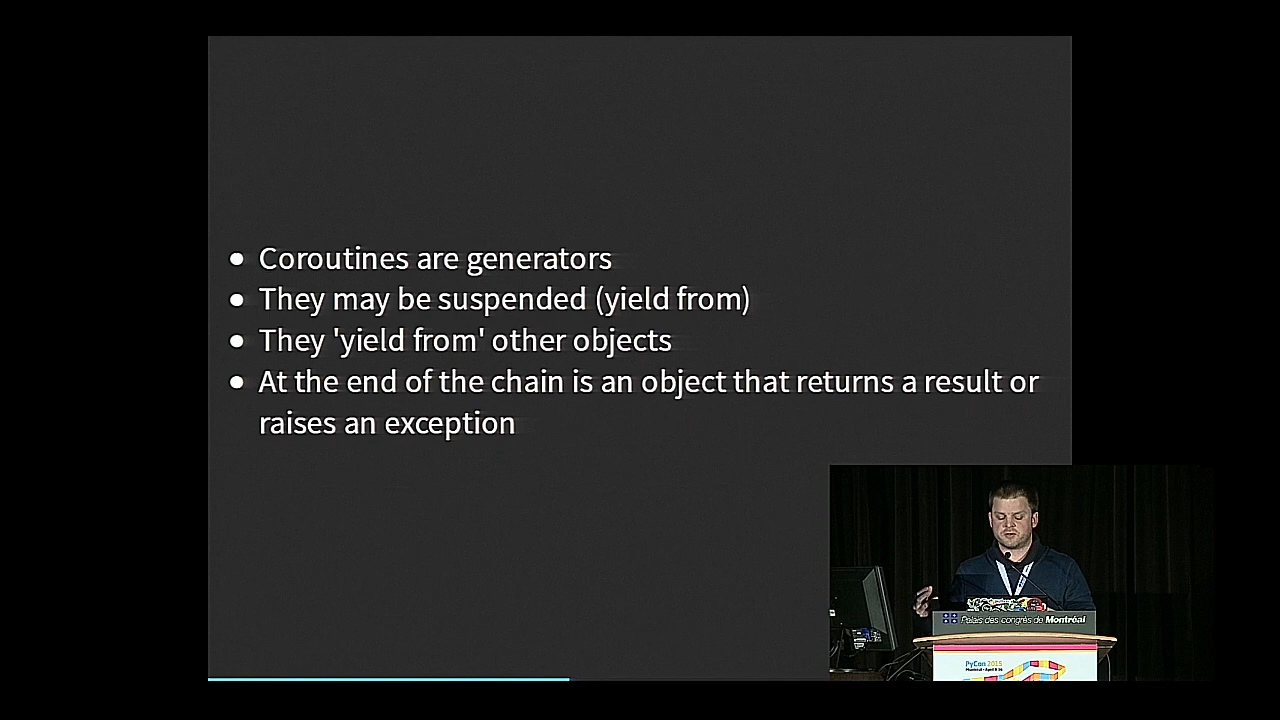 Coroutines are generators
They may be suspended (yield from)
They 'yield from' other objects
At the end of the chain is an object that returns a result or
raises an exception
Palais des congrès de Montréal
PyCon 2015